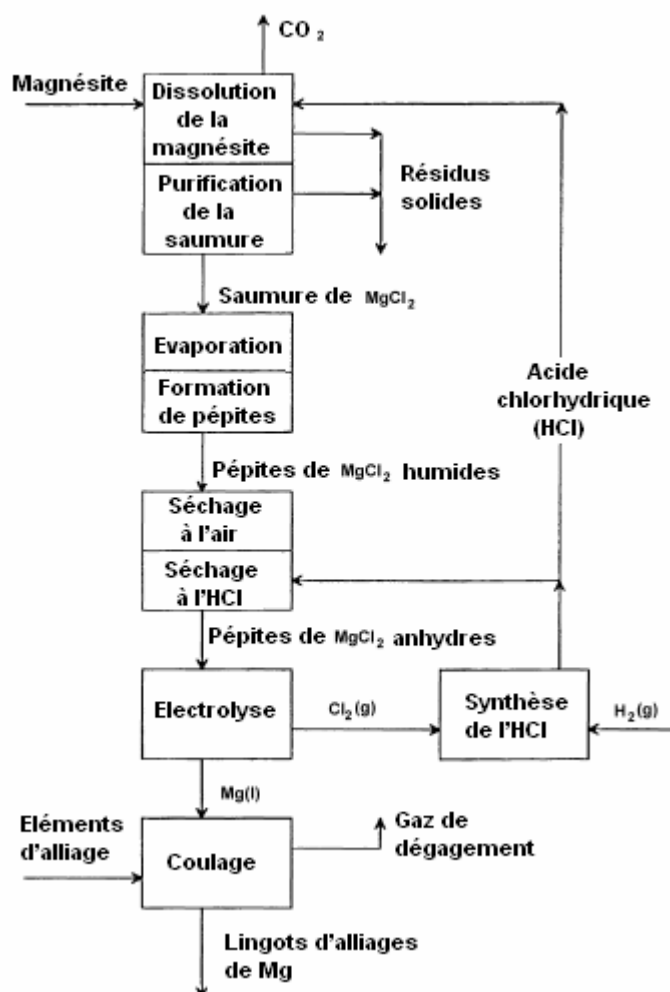 CO2
Magnésite
Dissolution
de la
magnésite
Purification
de la
saumure
Résidus
solides
Saumure de MgCl2
Evaporation
Formation
de pépites
Acide
chlorhydrique
(HCl)
Pépites de MgCl2 humides
Séchage
à l'air
Séchage
à l'HCl
Pépites de MgCl2 anhydres
Electrolyse
Cl2(g)
Synthèse
de l'HCl
H2(g)
Mg(l)
Eléments
d'alliage
Coulage
Gaz de
dégagement
Lingots d'alliages
de Mg